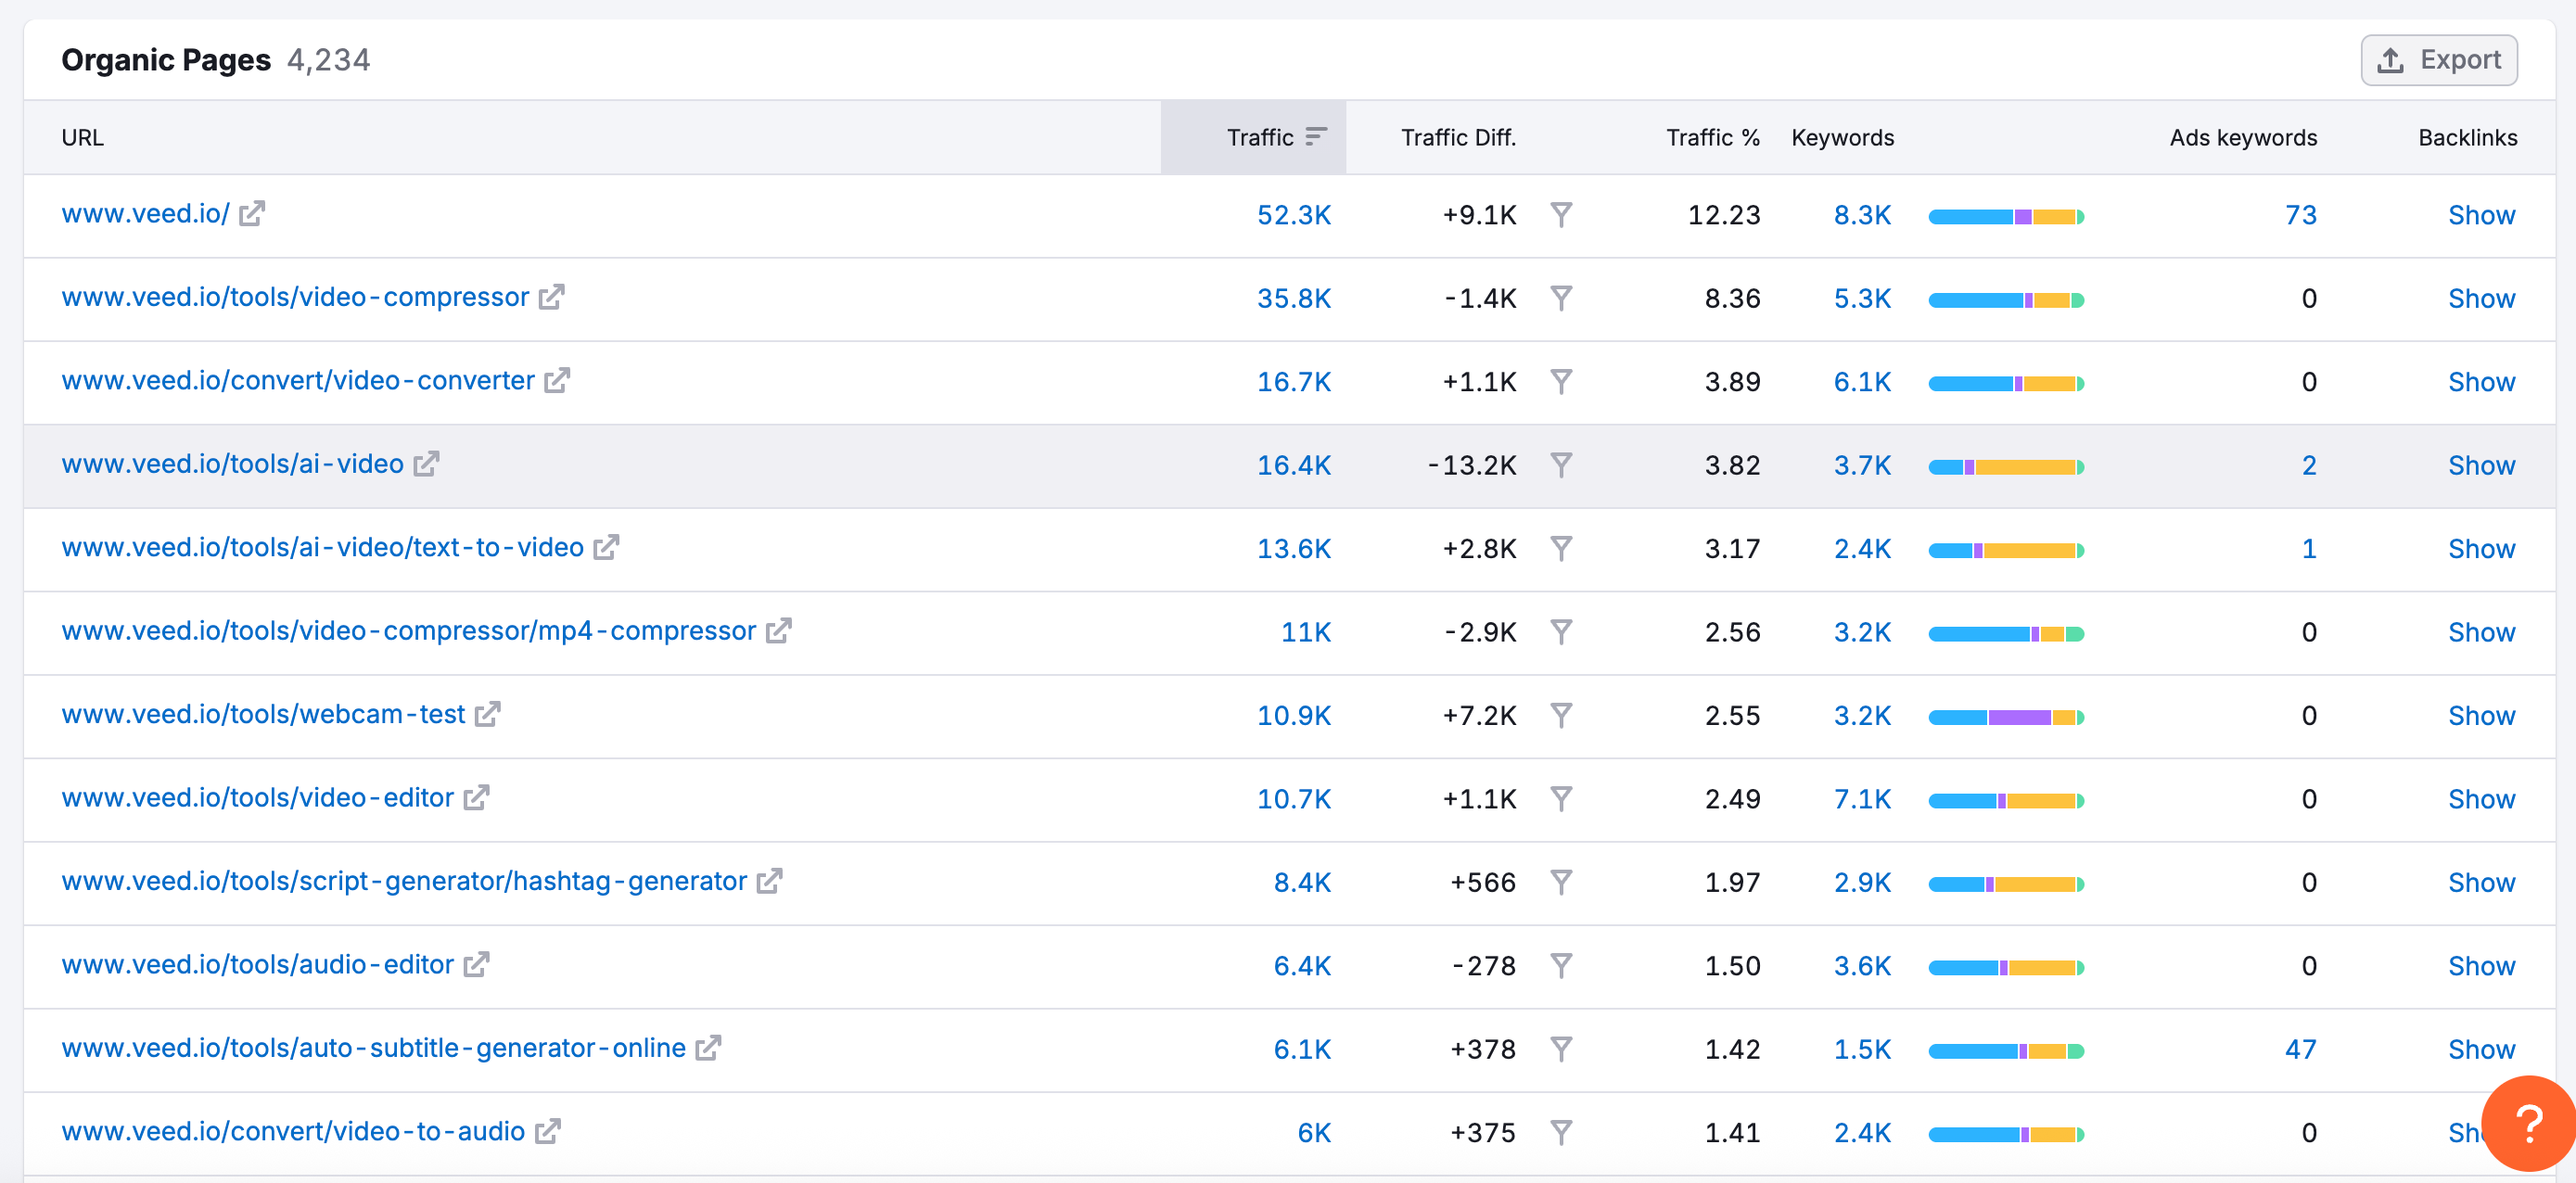 Organic Pages 4,234 Export
URL Traffic Traffic Diff. Traffic % Keywords Ads keywords Backlinks
www.veed.io/ 52.3K +9.1K 12.23 8.3K 73 Show
www.veed.io/tools/video-compressor 35.8K -1.4K 8.36 5.3K 0 Show
www.veed.io/convert/video-converter 16.7K +1.1K 3.89 6.1K 0 Show
www.veed.io/tools/ai-video 16.4K -13.2K 3.82 3.7K 2 Show
www.veed.io/tools/ai-video/text-to-video 13.6K +2.8K 3.17 2.4K 1 Show
www.veed.io/tools/video-compressor/mp4-compressor 11K -2.9K 2.56 3.2K 0 Show
www.veed.io/tools/webcam-test 10.9K +7.2K 2.55 3.2K 0 Show
www.veed.io/tools/video-editor 10.7K +1.1K 2.49 7.1K 0 Show
www.veed.io/tools/script-generator/hashtag-generator 8.4K +566 1.97 2.9K 0 Show
www.veed.io/tools/audio-editor 6.4K -278 1.50 3.6K 0 Show
www.veed.io/tools/auto-subtitle-generator-online 6.1K +378 1.42 1.5K 47 Show
www.veed.io/convert/video-to-audio 6K +375 1.41 2.4K 0 Sh
?